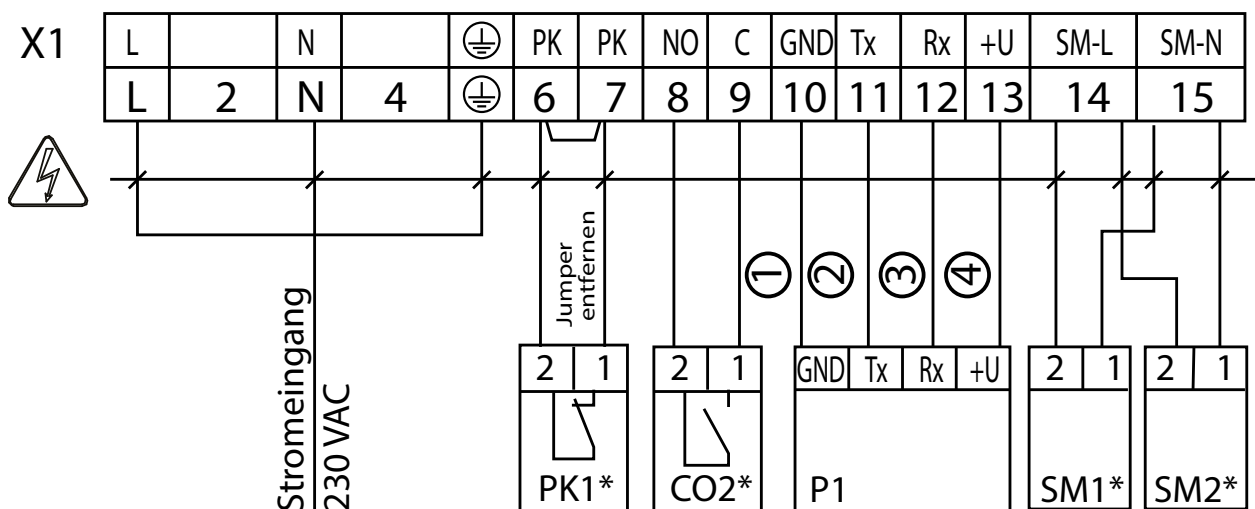 X1 L N PK PK NO C GND Tx Rx +U SM-L SM-N
L 2 N 4 6 7 8 9 10 11 12 13 14 15
Jumper
entfernen
1 2 3 4
Stromeingang
230 VAC
2 1 2 1 GND Tx Rx +U 2 1 2 1
PK1* CO2* P1 SM1* SM2*